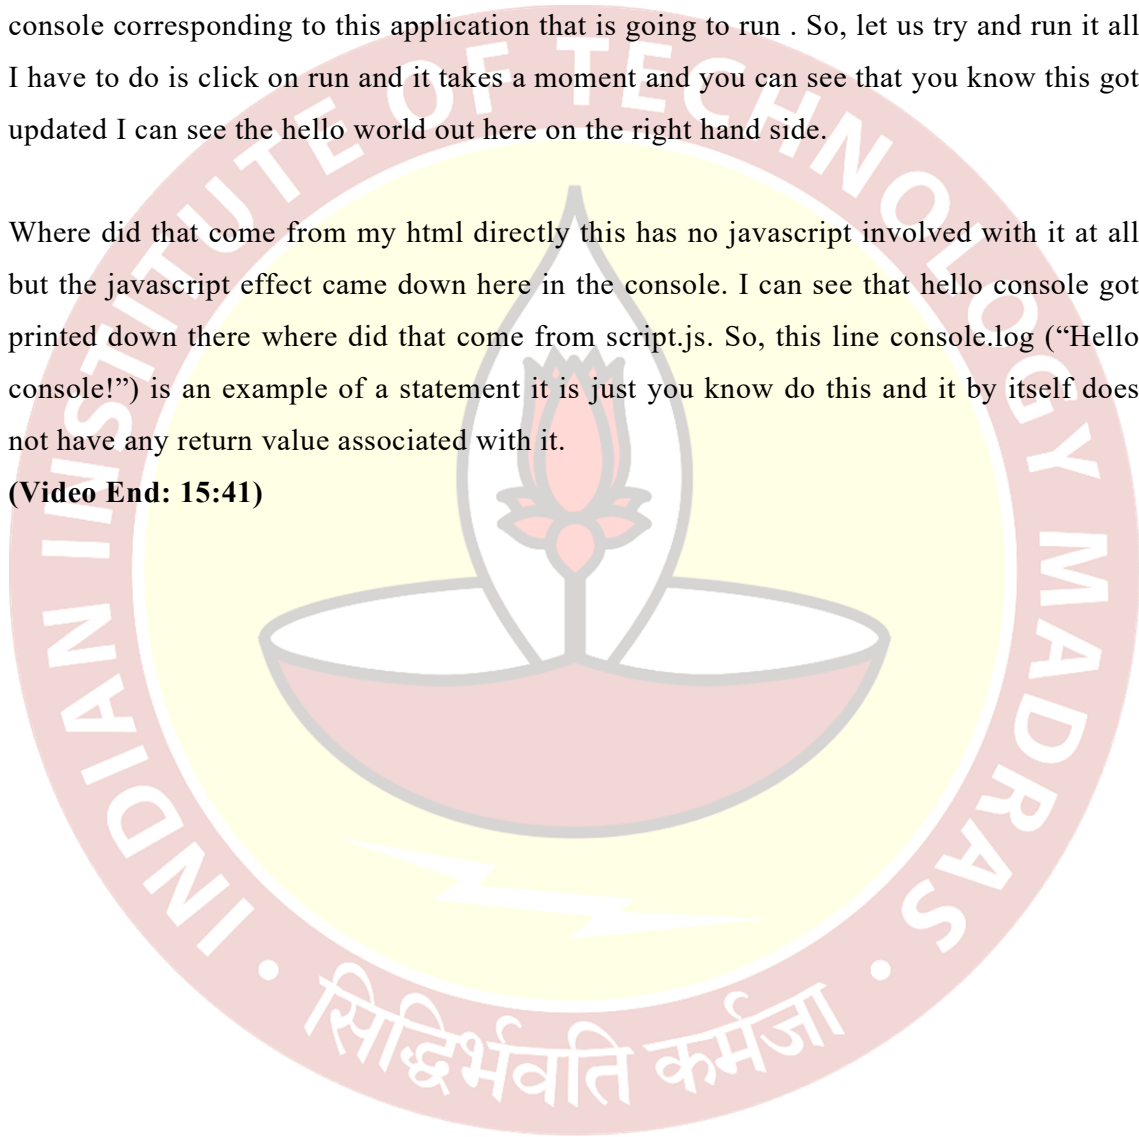 console corresponding to this application that is going to run . So, let us try and run it all
I have to do is click on run and it takes a moment and you can see that you know this got
updated I can see the hello world out here on the right hand side.
Where did that come from my html directly this has no javascript involved with it at all
but the javascript effect came down here in the console. I can see that hello console got
printed down there where did that come from script.js. So, this line console.log (“Hello
console!”) is an example of a statement it is just you know do this and it by itself does
not have any return value associated with it.
(Video End: 15:41)
INDIAN INSTITUTE OF TECHNOLOGY MADRAS
सिद्धिर्भवति कर्मजा